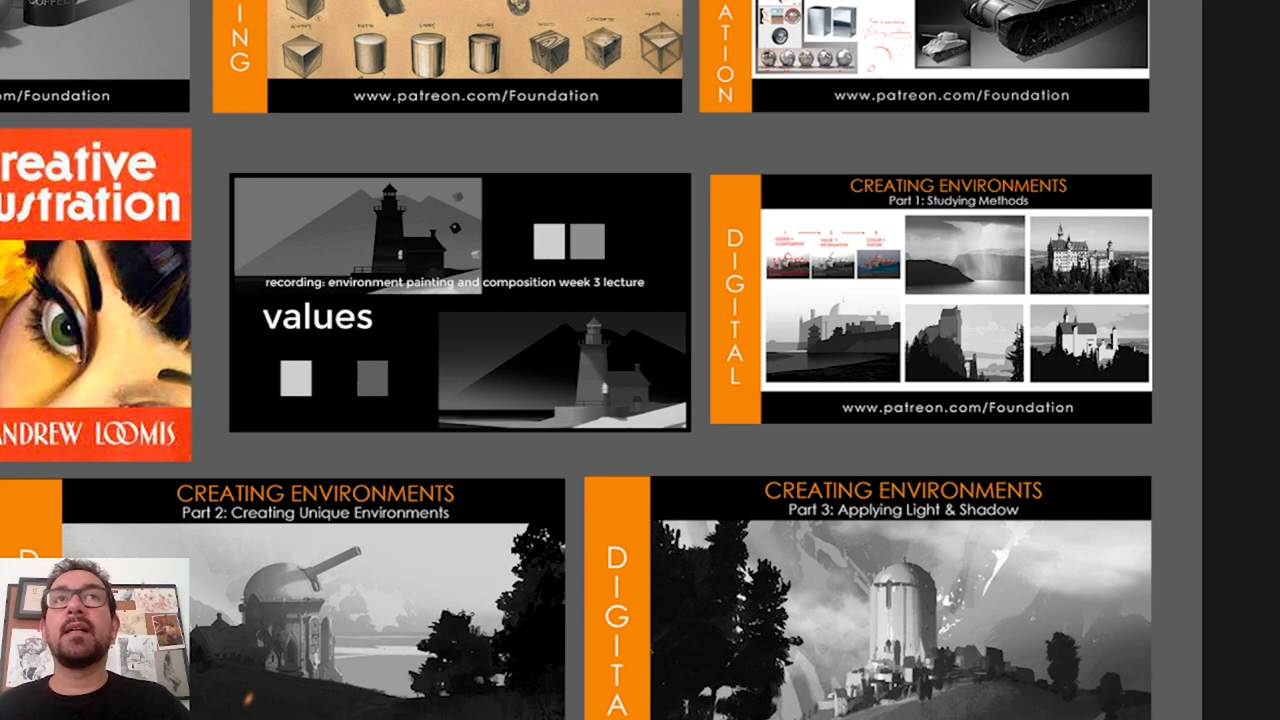 COFFEE
om/Foundation
I
N
G
www.patreon.com/Foundation
A
T
I
O
N
www.patreon.com/Foundation
reative
ustration
ANDREW LOOMIS
recording: environment painting and composition week 3 lecture
values
CREATING ENVIRONMENTS
Part 1: Studying Methods
D
I
G
I
T
A
L
www.patreon.com/Foundation
CREATING ENVIRONMENTS
Part 2: Creating Unique Environments
D
CREATING ENVIRONMENTS
Part 3: Applying Light & Shadow
D
I
G
I
T
A